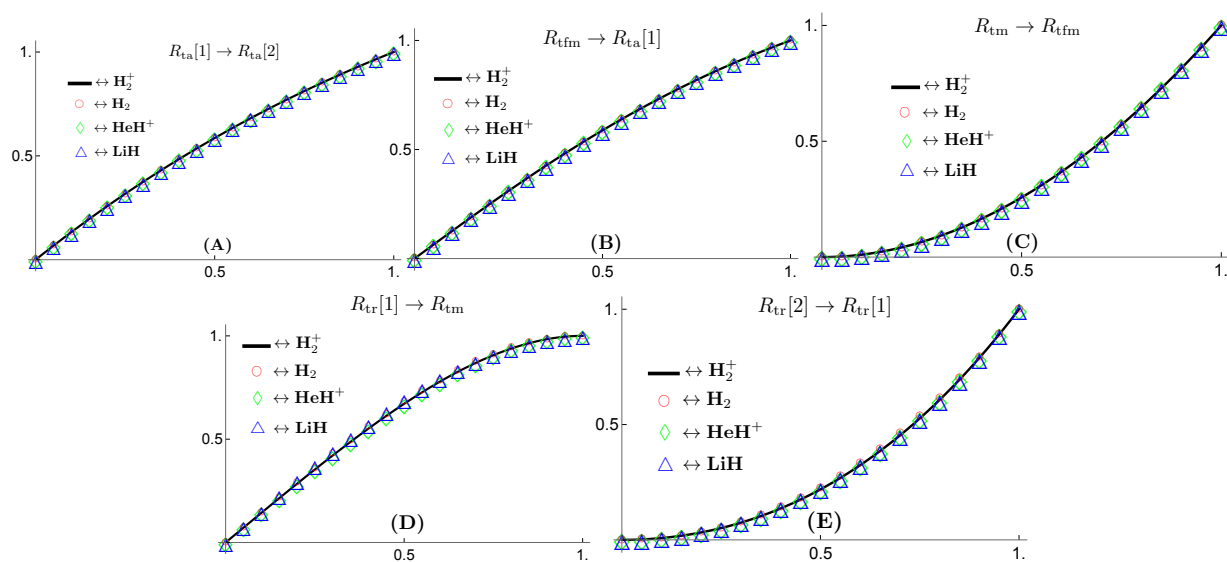 R_ta[1] → R_ta[2]
1.
↔ H₂⁺
↔ H₂
↔ HeH⁺
↔ LiH
0.5
(A)
0.5
1.
R_tfm → R_ta[1]
1.
↔ H₂⁺
↔ H₂
↔ HeH⁺
↔ LiH
0.5
(B)
0.5
1.
R_tm → R_tfm
1.
↔ H₂⁺
↔ H₂
↔ HeH⁺
↔ LiH
0.5
(C)
0.5
1.
R_tr[1] → R_tm
1.
↔ H₂⁺
↔ H₂
↔ HeH⁺
↔ LiH
0.5
(D)
0.5
1.
R_tr[2] → R_tr[1]
1.
↔ H₂⁺
↔ H₂
↔ HeH⁺
↔ LiH
0.5
(E)
0.5
1.